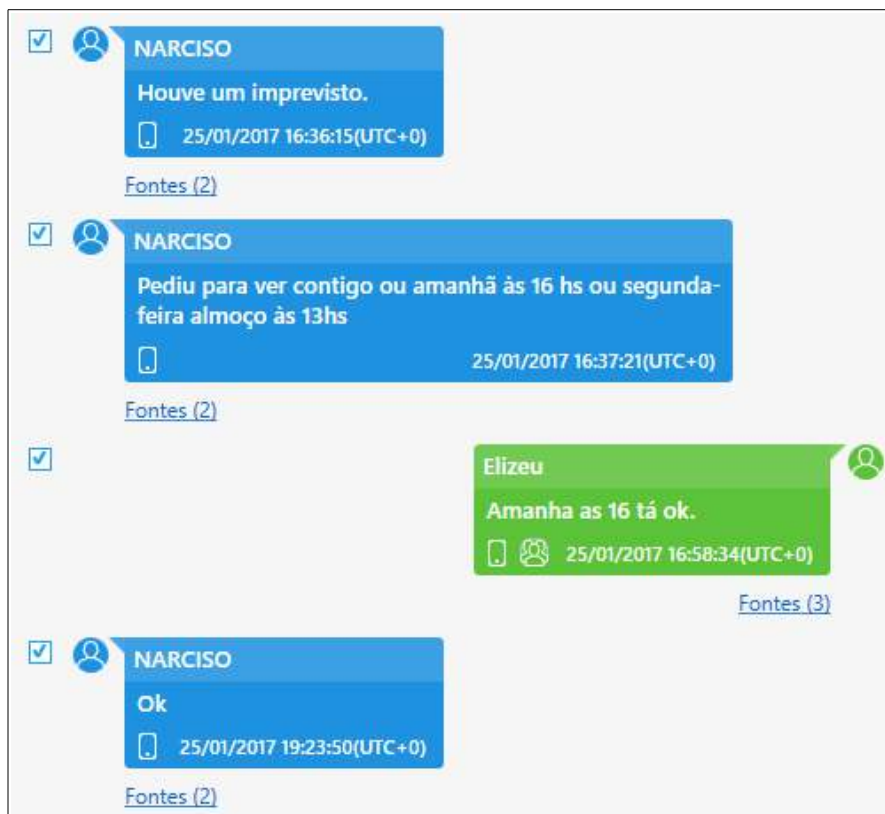 NARCISO
Houve um imprevisto.
25/01/2017 16:36:15(UTC+0)
Fontes (2)
NARCISO
Pediu para ver contigo ou amanhã às 16 hs ou segunda-
feira almoço às 13hs
25/01/2017 16:37:21(UTC+0)
Fontes (2)
Elizeu
Amanha as 16 tá ok.
25/01/2017 16:58:34(UTC+0)
Fontes (3)
NARCISO
Ok
25/01/2017 19:23:50(UTC+0)
Fontes (2)